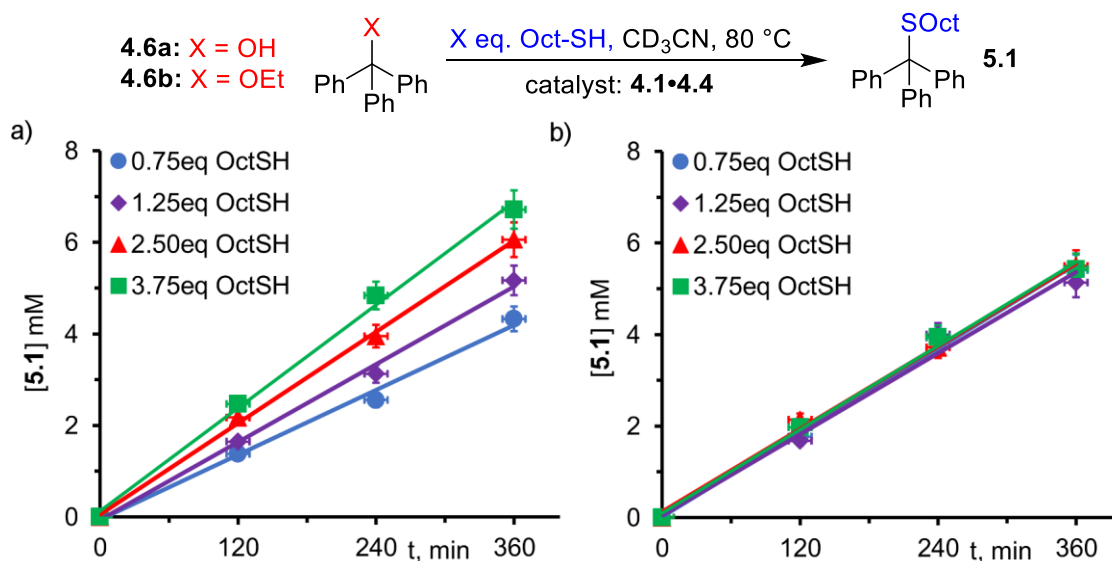 4.6a: X = OH
4.6b: X = OEt
X
Ph Ph
Ph
X eq. Oct-SH, CD3CN, 80 °C
catalyst: 4.1•4.4
SOct
Ph Ph
Ph
5.1
a)
[5.1] mM
8
6
4
2
0
0.75eq OctSH
1.25eq OctSH
2.50eq OctSH
3.75eq OctSH
0 120 240 t, min 360
b)
[5.1] mM
8
6
4
2
0
0.75eq OctSH
1.25eq OctSH
2.50eq OctSH
3.75eq OctSH
0 120 240 t, min 360